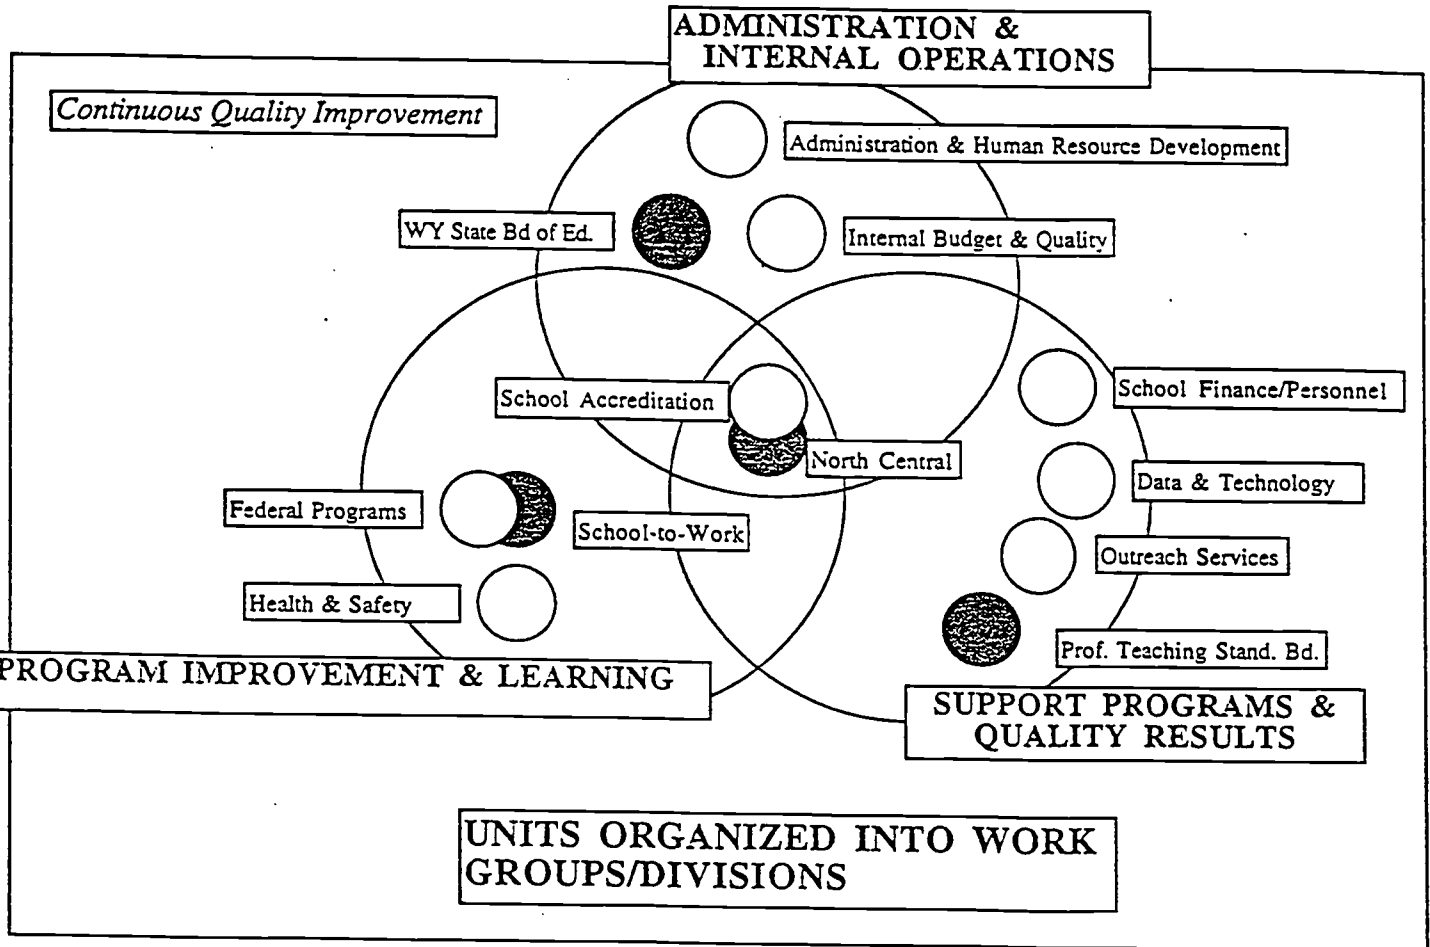 ADMINISTRATION &
INTERNAL OPERATIONS
Continuous Quality Improvement
Administration & Human Resource Development
WY State Bd of Ed.
Internal Budget & Quality
School Accreditation
School Finance/Personnel
North Central
Data & Technology
Federal Programs
School-to-Work
Outreach Services
Health & Safety
Prof. Teaching Stand. Bd.
PROGRAM IMPROVEMENT & LEARNING
SUPPORT PROGRAMS &
QUALITY RESULTS
UNITS ORGANIZED INTO WORK
GROUPS/DIVISIONS